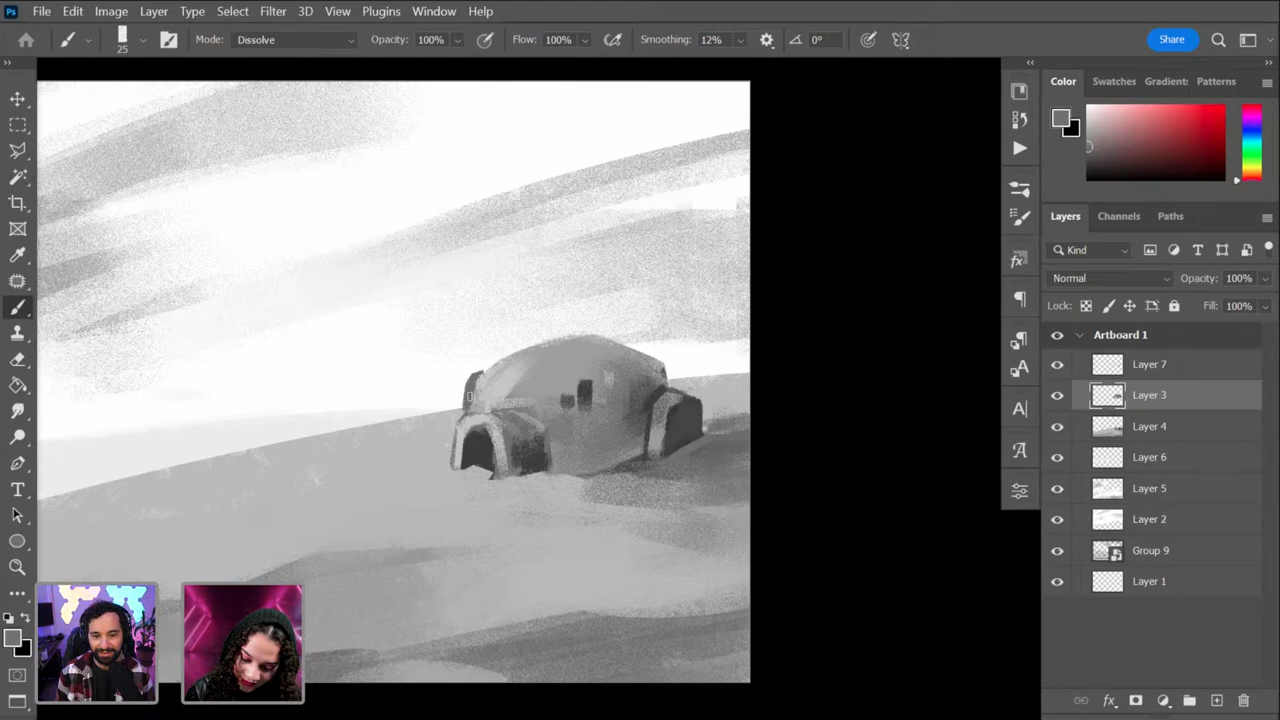 Ps File Edit Image Layer Type Select Filter 3D View Plugins Window Help
25 Mode: Dissolve Opacity: 100% Flow: 100% Smoothing: 12% 0° Share
Color Swatches Gradient: Patterns
Layers Channels Paths
Kind
Normal Opacity: 100%
Lock: Fill: 100%
Artboard 1
Layer 7
Layer 3
Layer 4
Layer 6
Layer 5
Layer 2
Group 9
Layer 1